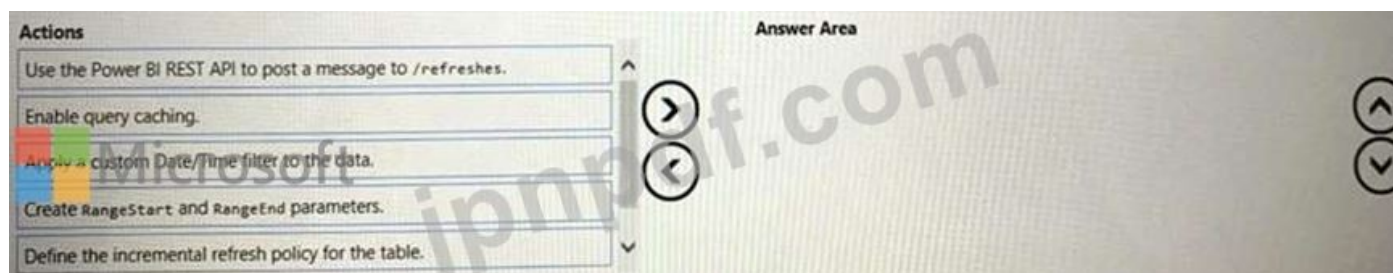 Actions
Answer Area
Use the Power BI REST API to post a message to /refreshes.
Enable query caching.
Apply a custom Date/Time filter to the data.
Microsoft
Create RangeStart and RangeEnd parameters.
Define the incremental refresh policy for the table.
jpnpdf.com